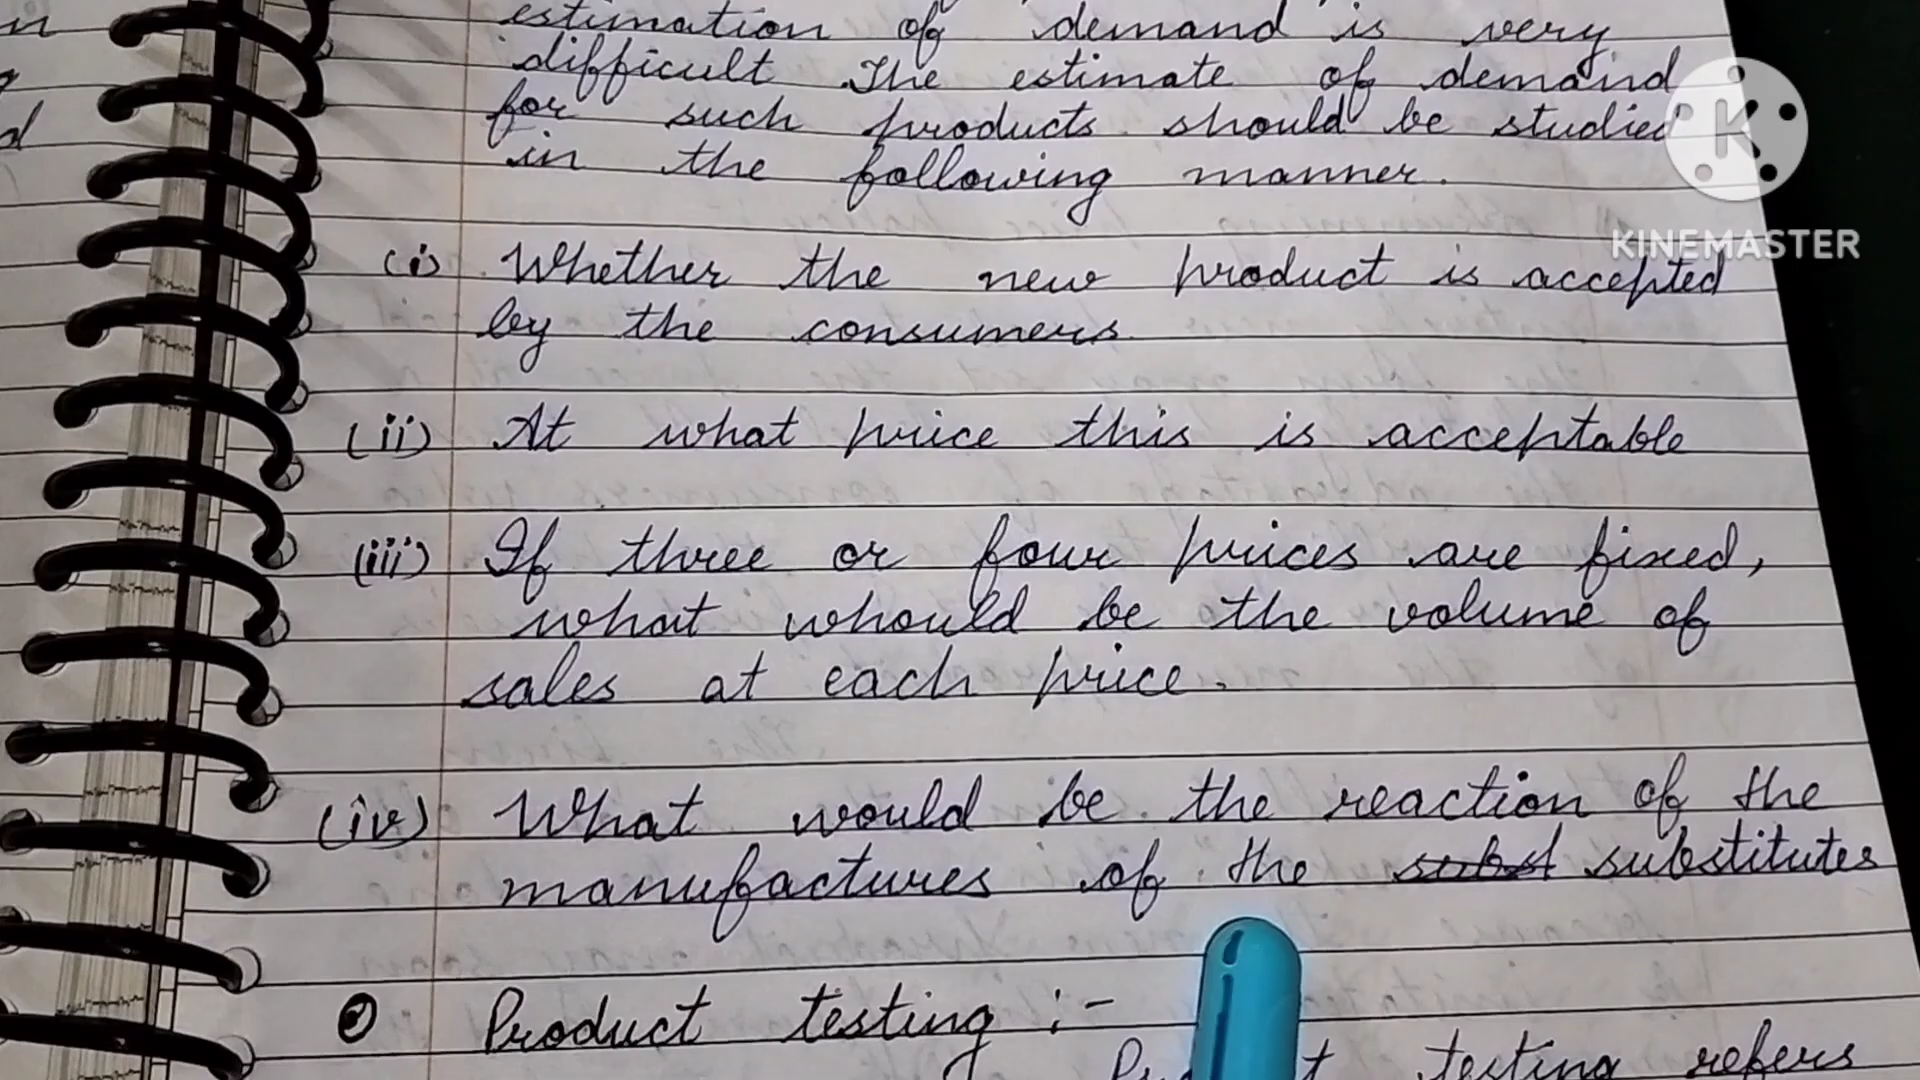 estimation of demand is very
difficult The estimate of demand
for such products should be studied
in the following manner.
(i) Whether the new product is accepted
by the consumers.
(ii) At what price this is acceptable
(iii) If three or four prices are fixed,
what whould be the volume of
sales at each price.
(iv) What would be the reaction of the
manufactures of the subst substitutes
② Product testing :-
testing refers
K
KINEMASTER